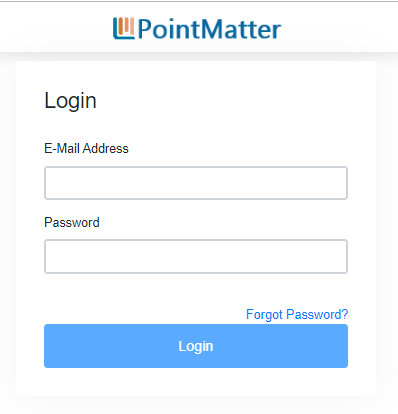 PointMatter
Login
E-Mail Address
Password
Forgot Password?
Login